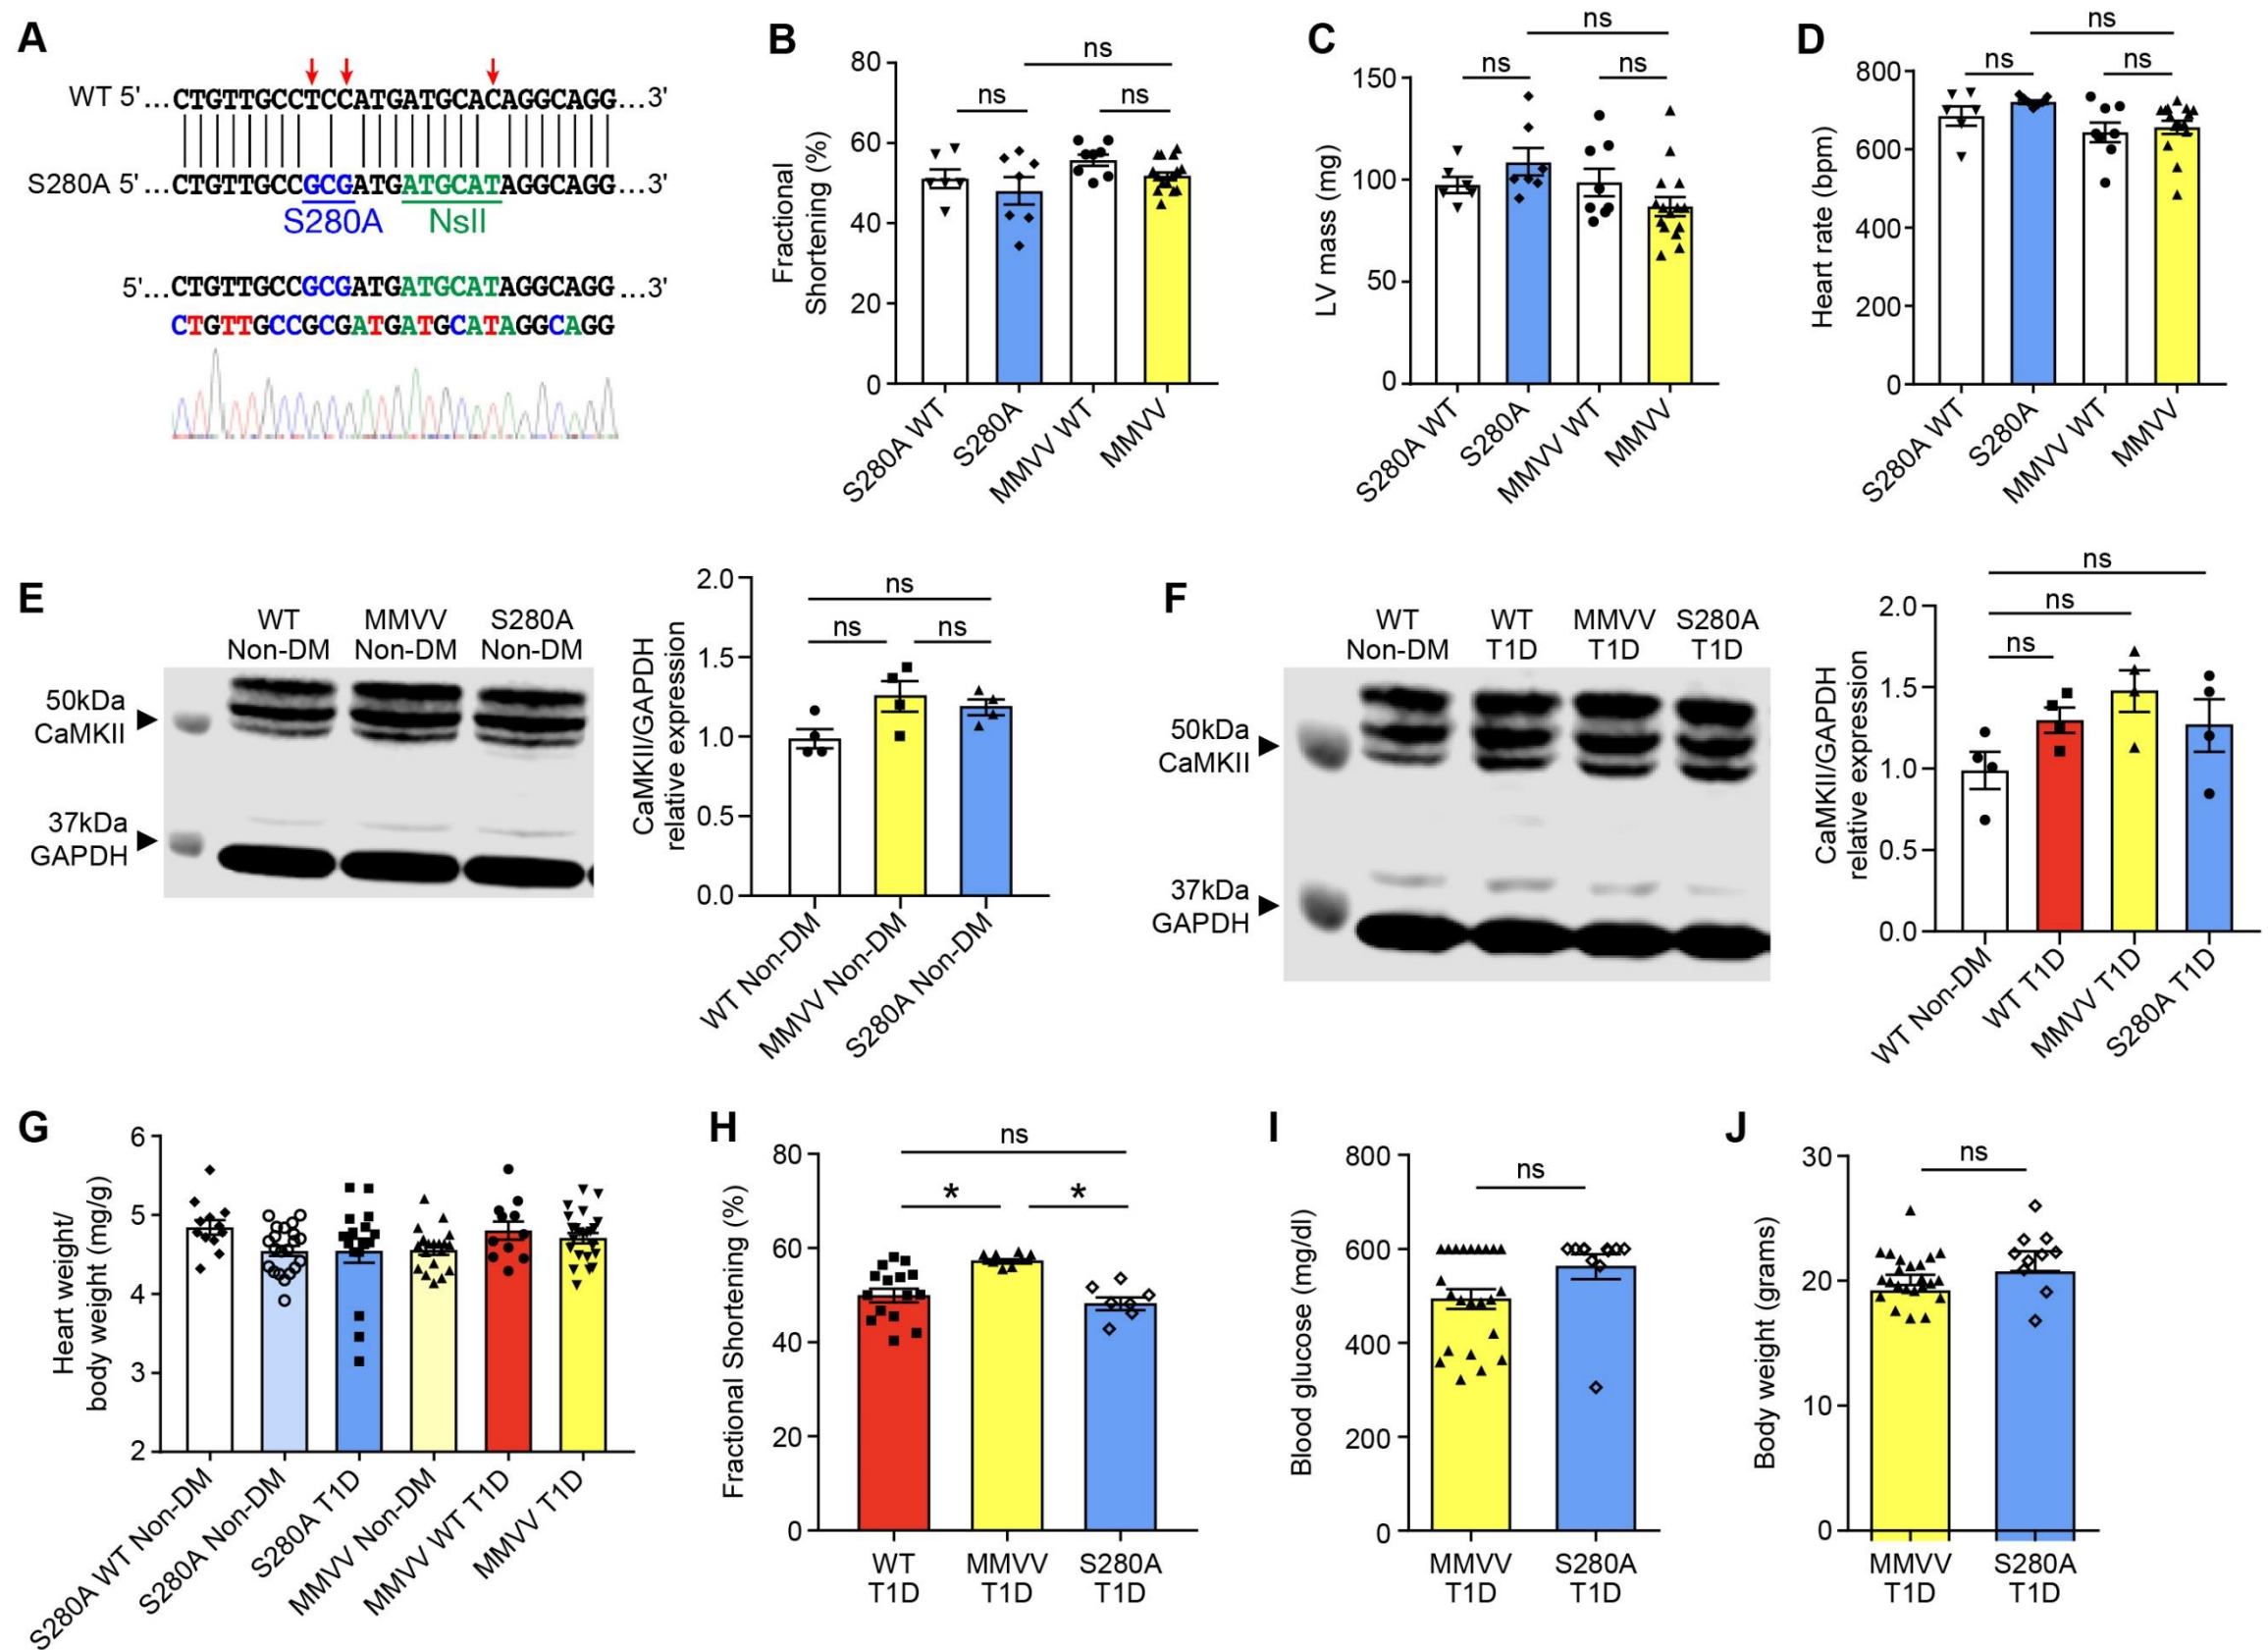 A
WT 5'...CTGTTGCCTCCATGATGCACAGGCAGG...3'
S280A 5'...CTGTTGCCGCGATGATGCATAGGCAGG...3'
S280A NsII
5'...CTGTTGCCGCGATGATGCATAGGCAGG...3'
CTGTTGCCGCGATGATGCATAGGCAGG
B
Fractional
Shortening (%)
80
60
40
20
0
ns
ns
ns
S280A WT
S280A
MMVV WT
MMVV
C
LV mass (mg)
150
100
50
0
ns
ns
ns
S280A WT
S280A
MMVV WT
MMVV
D
Heart rate (bpm)
800
600
400
200
0
ns
ns
ns
S280A WT
S280A
MMVV WT
MMVV
E
WT
Non-DM
MMVV
Non-DM
S280A
Non-DM
50kDa
CaMKII
37kDa
GAPDH
CaMKII/GAPDH
relative expression
2.0
1.5
1.0
0.5
0.0
ns
ns
ns
WT Non-DM
MMVV Non-DM
S280A Non-DM
F
WT
Non-DM
WT
T1D
MMVV
T1D
S280A
T1D
50kDa
CaMKII
37kDa
GAPDH
CaMKII/GAPDH
relative expression
2.0
1.5
1.0
0.5
0.0
ns
ns
ns
WT Non-DM
WT T1D
MMVV T1D
S280A T1D
G
Heart weight/
body weight (mg/g)
6
5
4
3
2
S280A WT Non-DM
S280A Non-DM
S280A T1D
MMVV Non-DM
MMVV WT T1D
MMVV T1D
H
Fractional Shortening (%)
80
60
40
20
0
ns
*
*
WT
T1D
MMVV
T1D
S280A
T1D
I
Blood glucose (mg/dl)
800
600
400
200
0
ns
MMVV
T1D
S280A
T1D
J
Body weight (grams)
30
20
10
0
ns
MMVV
T1D
S280A
T1D